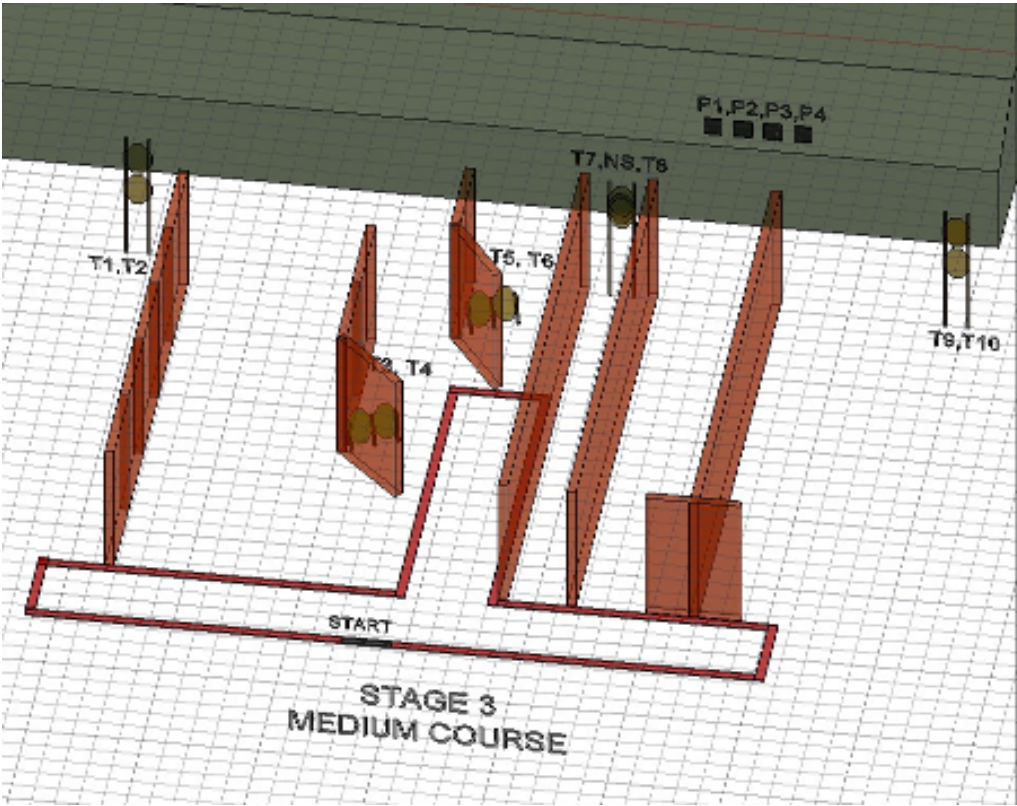 P1,P2,P3,P4
T7,NS,T8
T5, T6
T1,T2
T9,T10
T4
START
STAGE 3
MEDIUM COURSE